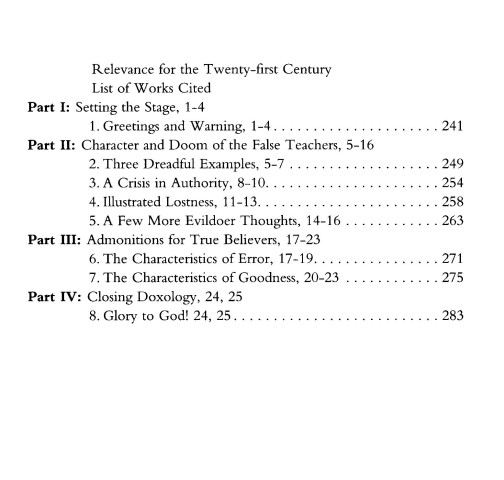 Relevance for the Twenty-first Century
List of Works Cited
Part I: Setting the Stage, 1-4
1. Greetings and Warning, 1-4 . . . . . . . . . . . . . . . . . . . . . 241
Part II: Character and Doom of the False Teachers, 5-16
2. Three Dreadful Examples, 5-7 . . . . . . . . . . . . . . . . . . . 249
3. A Crisis in Authority, 8-10. . . . . . . . . . . . . . . . . . . . . . 254
4. Illustrated Lostness, 11-13. . . . . . . . . . . . . . . . . . . . . . . 258
5. A Few More Evildoer Thoughts, 14-16 . . . . . . . . . . . . 263
Part III: Admonitions for True Believers, 17-23
6. The Characteristics of Error, 17-19. . . . . . . . . . . . . . . . 271
7. The Characteristics of Goodness, 20-23 . . . . . . . . . . . . 275
Part IV: Closing Doxology, 24, 25
8. Glory to God! 24, 25 . . . . . . . . . . . . . . . . . . . . . . . . . . 283